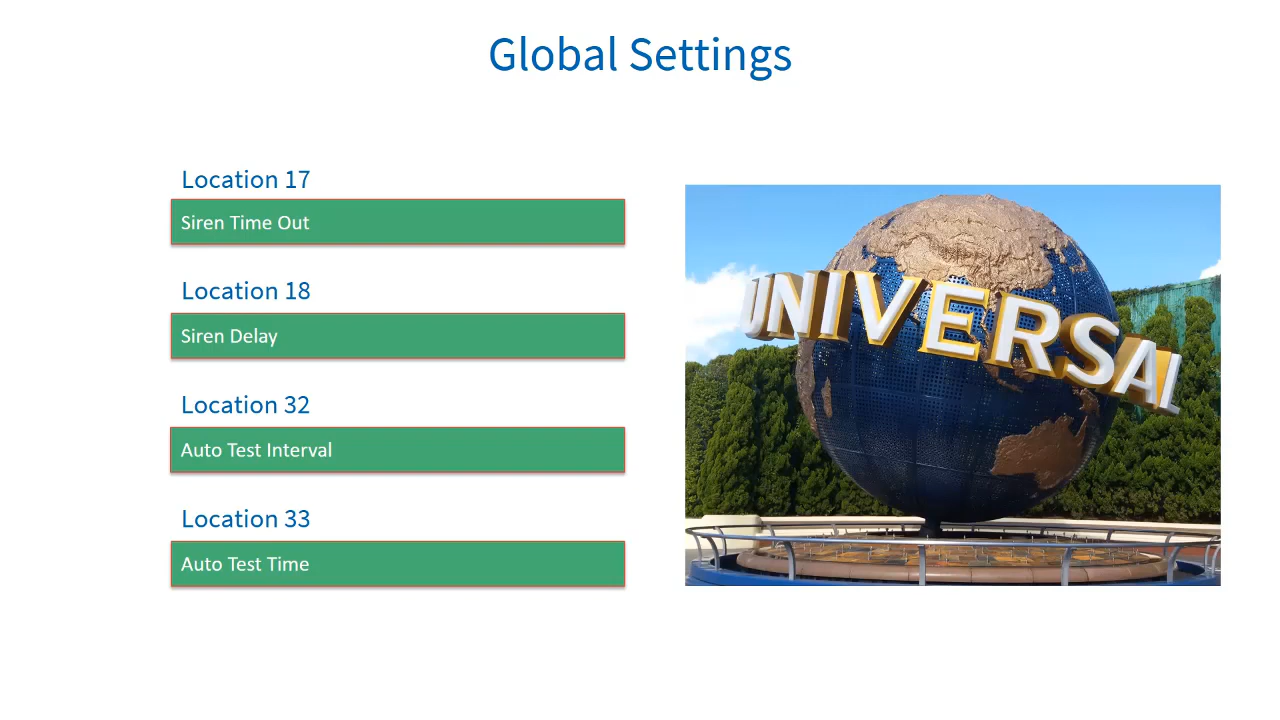 Global Settings
Location 17
Siren Time Out
Location 18
Siren Delay
Location 32
Auto Test Interval
Location 33
Auto Test Time
UNIVERSAL